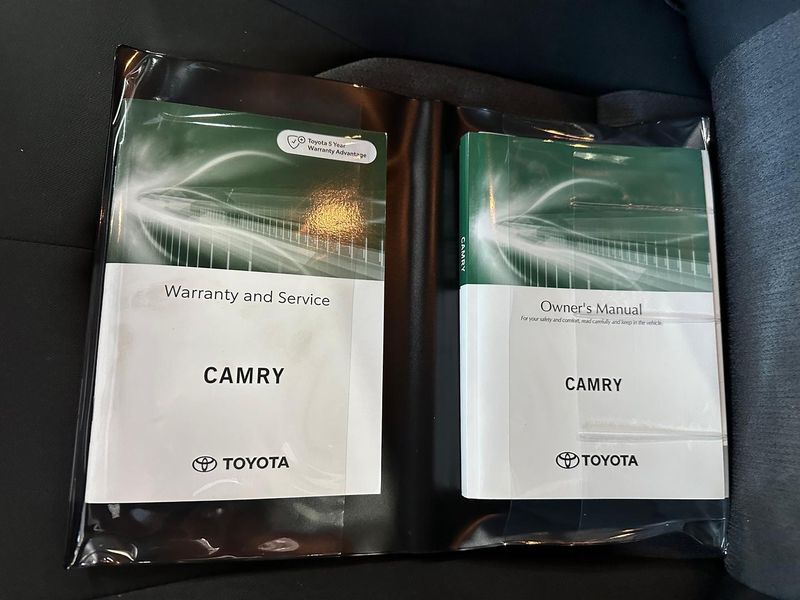 Toyota 5 Year
Warranty Advantage
Warranty and Service
CAMRY
TOYOTA
CAMRY
Owner's Manual
For your safety and comfort, read carefully and keep in the vehicle.
CAMRY
TOYOTA